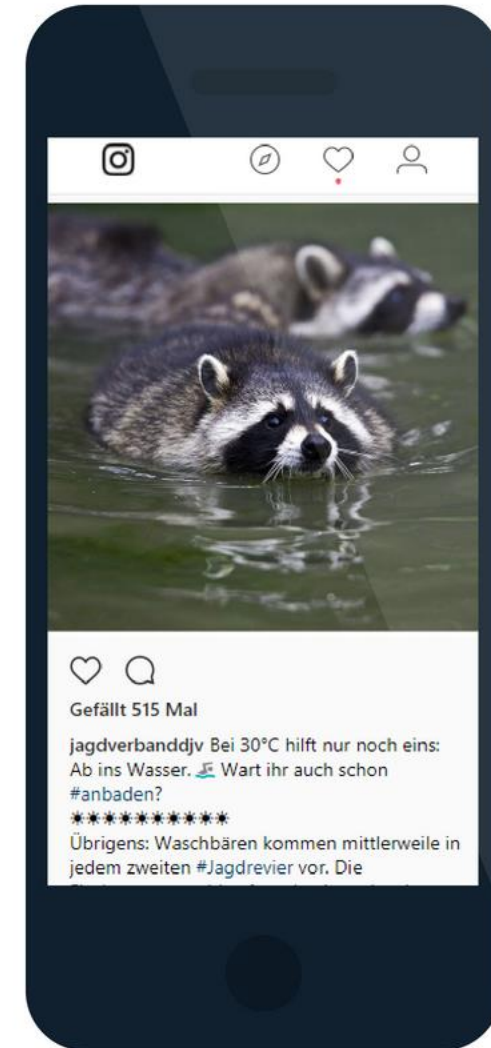 Gefällt 515 Mal
jagdverbanddjv Bei 30°C hilft nur noch eins:
Ab ins Wasser. 🏊 Wart ihr auch schon
#anbaden?
☀☀☀☀☀☀☀☀☀☀
Übrigens: Waschbären kommen mittlerweile in
jedem zweiten #Jagdrevier vor. Die